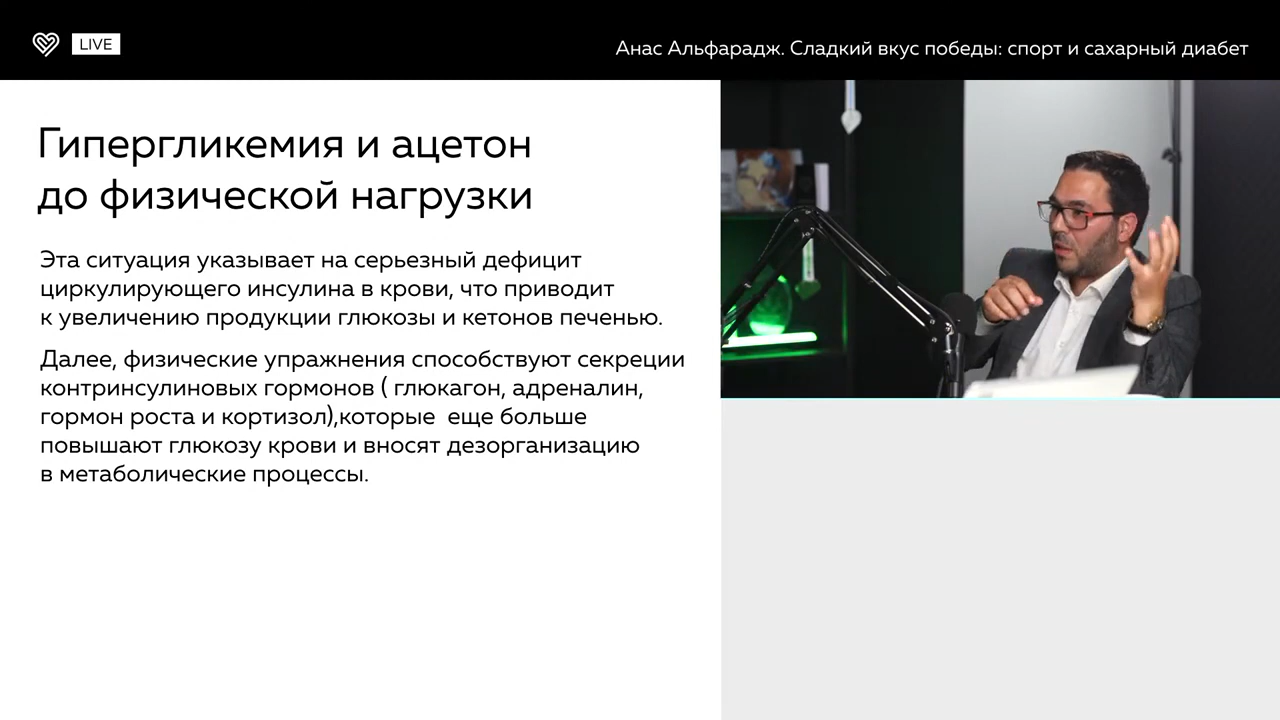 LIVE
Анас Альфарадж. Сладкий вкус победы: спорт и сахарный диабет
Гипергликемия и ацетон
до физической нагрузки
Эта ситуация указывает на серьезный дефицит
циркулирующего инсулина в крови, что приводит
к увеличению продукции глюкозы и кетонов печенью.
Далее, физические упражнения способствуют секреции
контринсулиновых гормонов ( глюкагон, адреналин,
гормон роста и кортизол),которые  еще больше
повышают глюкозу крови и вносят дезорганизацию
в метаболические процессы.